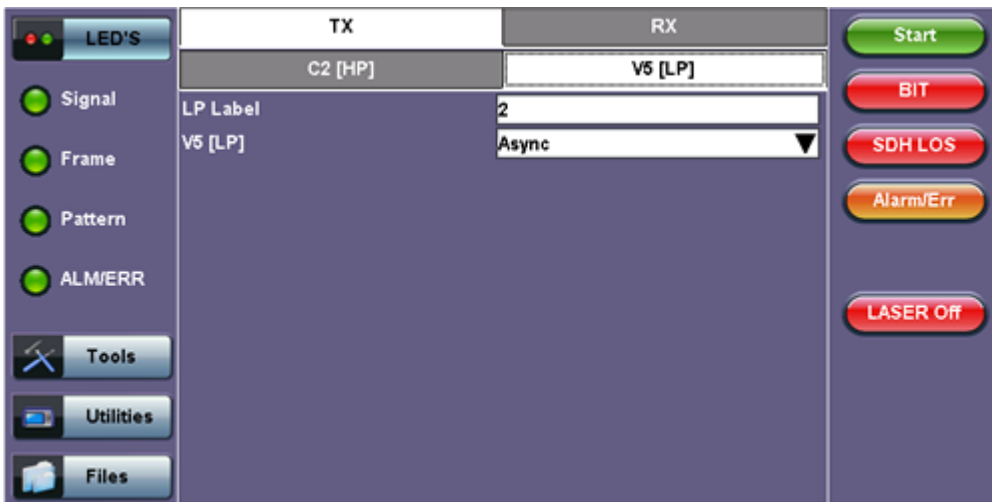 LED'S
TX
RX
Start
C2 [HP]
V5 [LP]
BIT
Signal
LP Label
2
V5 [LP]
Async
SDH LOS
Frame
Alarm/Err
Pattern
ALM/ERR
LASER Off
Tools
Utilities
Files